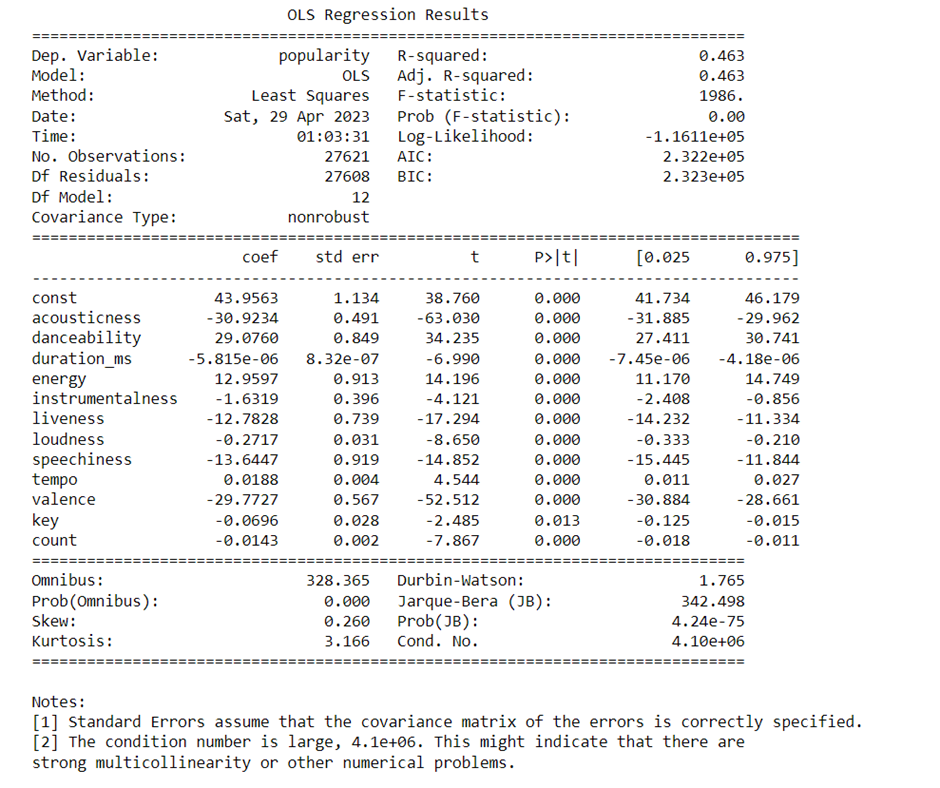 OLS Regression Results
==============================================================================
Dep. Variable:             popularity   R-squared:                       0.463
Model:                            OLS   Adj. R-squared:                  0.463
Method:                 Least Squares   F-statistic:                     1986.
Date:                Sat, 29 Apr 2023   Prob (F-statistic):               0.00
Time:                        01:03:31   Log-Likelihood:            -1.1611e+05
No. Observations:               27621   AIC:                         2.322e+05
Df Residuals:                   27608   BIC:                         2.323e+05
Df Model:                          12
Covariance Type:            nonrobust
====================================================================================
                       coef    std err          t      P>|t|      [0.025      0.975]
------------------------------------------------------------------------------------
const               43.9563      1.134     38.760      0.000      41.734      46.179
acousticness       -30.9234      0.491    -63.030      0.000     -31.885     -29.962
danceability        29.0760      0.849     34.235      0.000      27.411      30.741
duration_ms      -5.815e-06   8.32e-07     -6.990      0.000   -7.45e-06   -4.18e-06
energy              12.9597      0.913     14.196      0.000      11.170      14.749
instrumentalness    -1.6319      0.396     -4.121      0.000      -2.408      -0.856
liveness           -12.7828      0.739    -17.294      0.000     -14.232     -11.334
loudness            -0.2717      0.031     -8.650      0.000      -0.333      -0.210
speechiness        -13.6447      0.919    -14.852      0.000     -15.445     -11.844
tempo                0.0188      0.004      4.544      0.000       0.011       0.027
valence            -29.7727      0.567    -52.512      0.000     -30.884     -28.661
key                 -0.0696      0.028     -2.485      0.013      -0.125      -0.015
count               -0.0143      0.002     -7.867      0.000      -0.018      -0.011
==============================================================================
Omnibus:                      328.365   Durbin-Watson:                   1.765
Prob(Omnibus):                  0.000   Jarque-Bera (JB):              342.498
Skew:                           0.260   Prob(JB):                     4.24e-75
Kurtosis:                       3.166   Cond. No.                     4.10e+06
==============================================================================
Notes:
[1] Standard Errors assume that the covariance matrix of the errors is correctly specified.
[2] The condition number is large, 4.1e+06. This might indicate that there are
strong multicollinearity or other numerical problems.